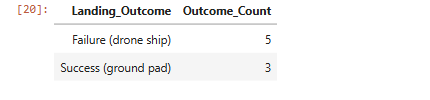 [20]: Landing_Outcome Outcome_Count
Failure (drone ship) 5
Success (ground pad) 3